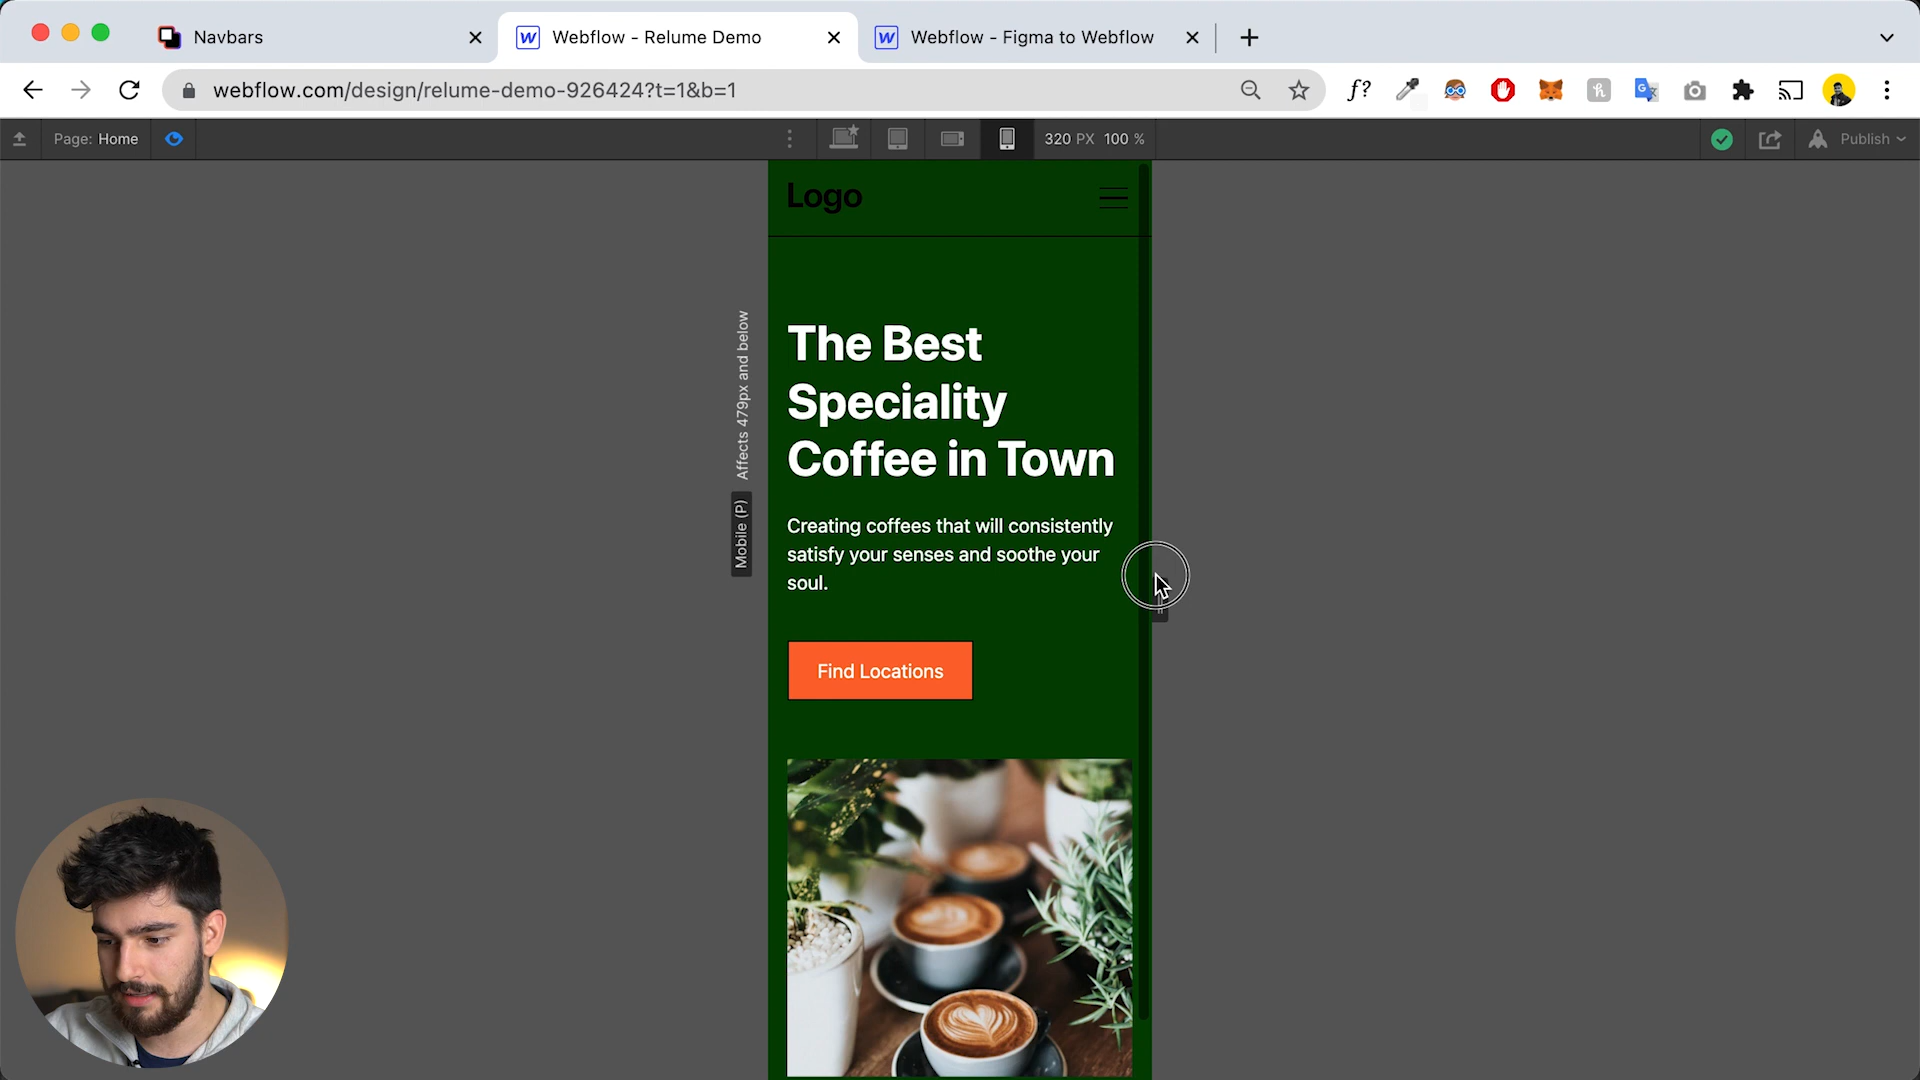 Navbars
Webflow - Relume Demo
Webflow - Figma to Webflow
webflow.com/design/relume-demo-926424?t=1&b=1
f?
Page: Home
320 PX 100 %
Publish
Logo
Affects 479px and below
Mobile (P)
The Best
Speciality
Coffee in Town
Creating coffees that will consistently
satisfy your senses and soothe your
soul.
Find Locations